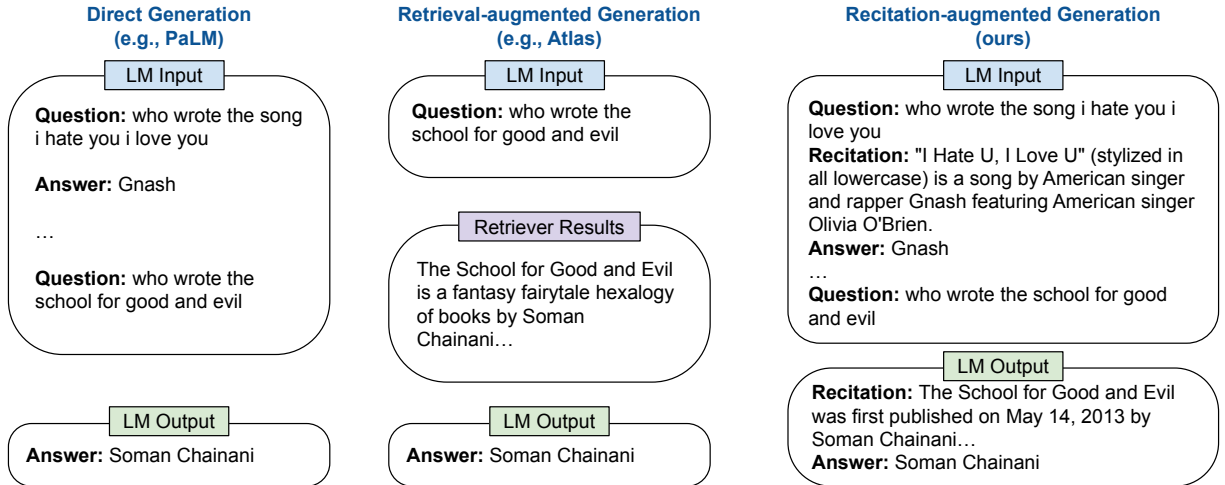 Direct Generation
(e.g., PaLM)
LM Input
Question: who wrote the song
i hate you i love you
Answer: Gnash
…
Question: who wrote the
school for good and evil
LM Output
Answer: Soman Chainani
Retrieval-augmented Generation
(e.g., Atlas)
LM Input
Question: who wrote the
school for good and evil
Retriever Results
The School for Good and Evil
is a fantasy fairytale hexalogy
of books by Soman
Chainani…
LM Output
Answer: Soman Chainani
Recitation-augmented Generation
(ours)
LM Input
Question: who wrote the song i hate you i
love you
Recitation: "I Hate U, I Love U" (stylized in
all lowercase) is a song by American singer
and rapper Gnash featuring American singer
Olivia O'Brien.
Answer: Gnash
…
Question: who wrote the school for good
and evil
LM Output
Recitation: The School for Good and Evil
was first published on May 14, 2013 by
Soman Chainani…
Answer: Soman Chainani